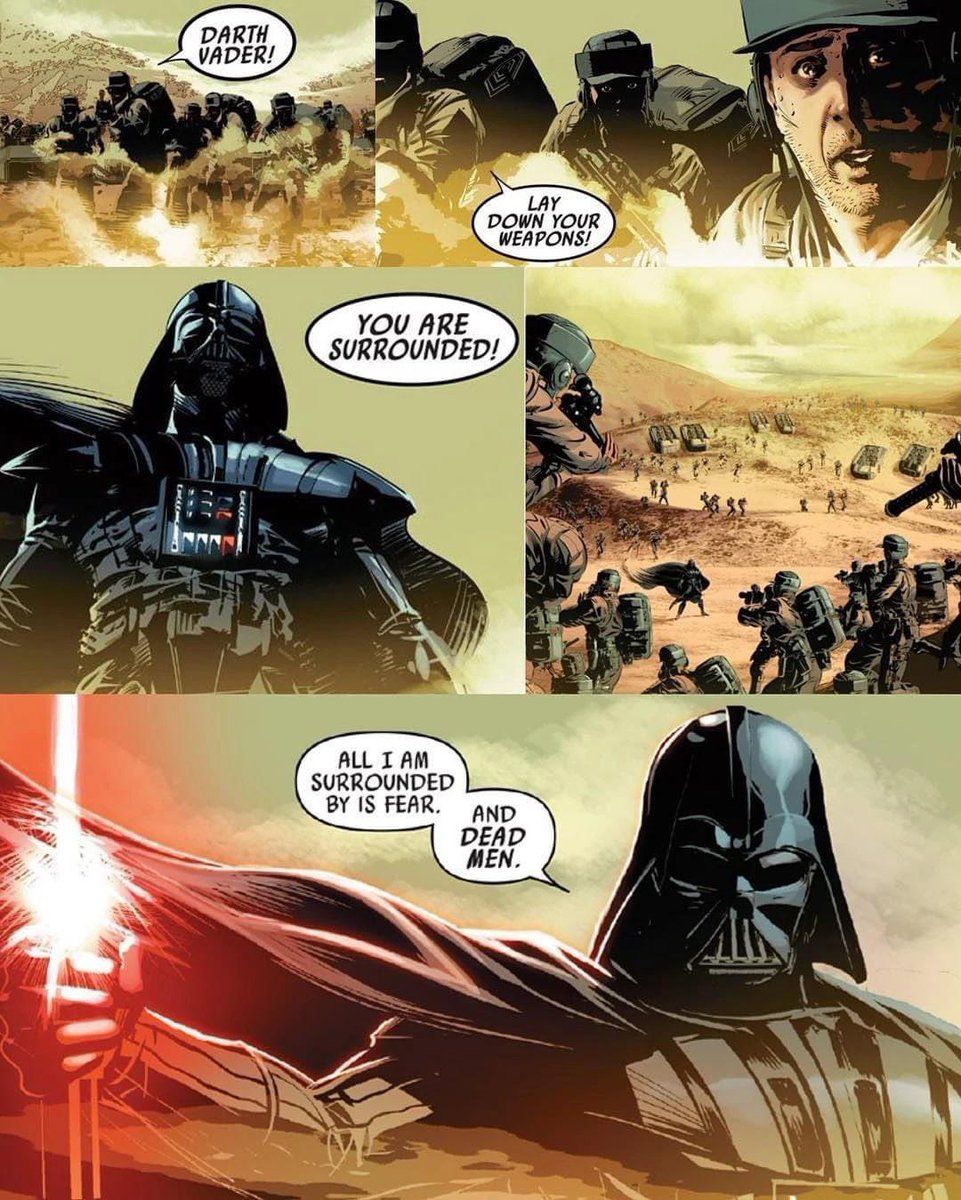 DARTH
VADER!
LAY
DOWN YOUR
WEAPONS!
YOU ARE
SURROUNDED!
ALL I AM
SURROUNDED
BY IS FEAR.
AND
DEAD
MEN.